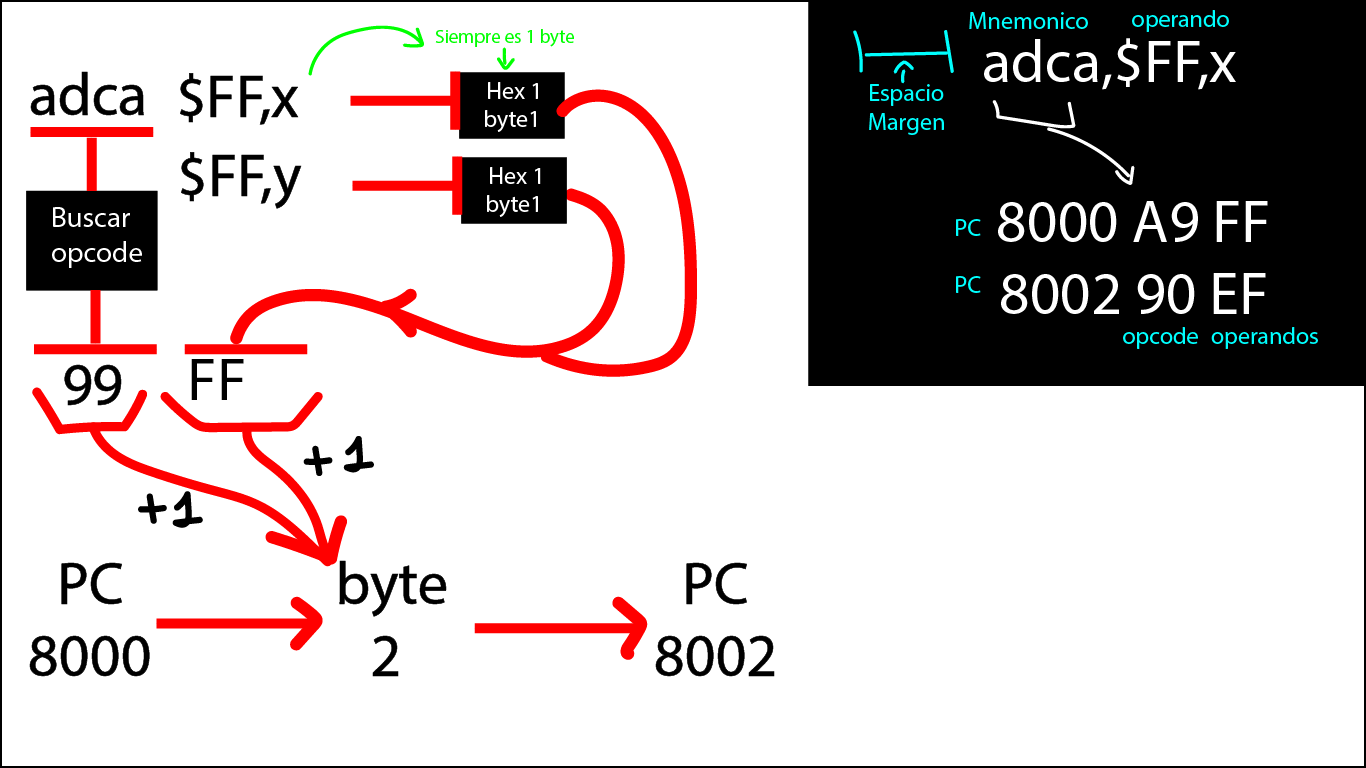 Siempre es 1 byte
adca $FF,x
Hex 1
byte1
$FF,y
Hex 1
byte1
Buscar
opcode
99 FF
+1
+1
PC byte PC
8000 2 8002
Mnemonico operando
adca,$FF,x
Espacio
Margen
PC 8000 A9 FF
PC 8002 90 EF
opcode operandos